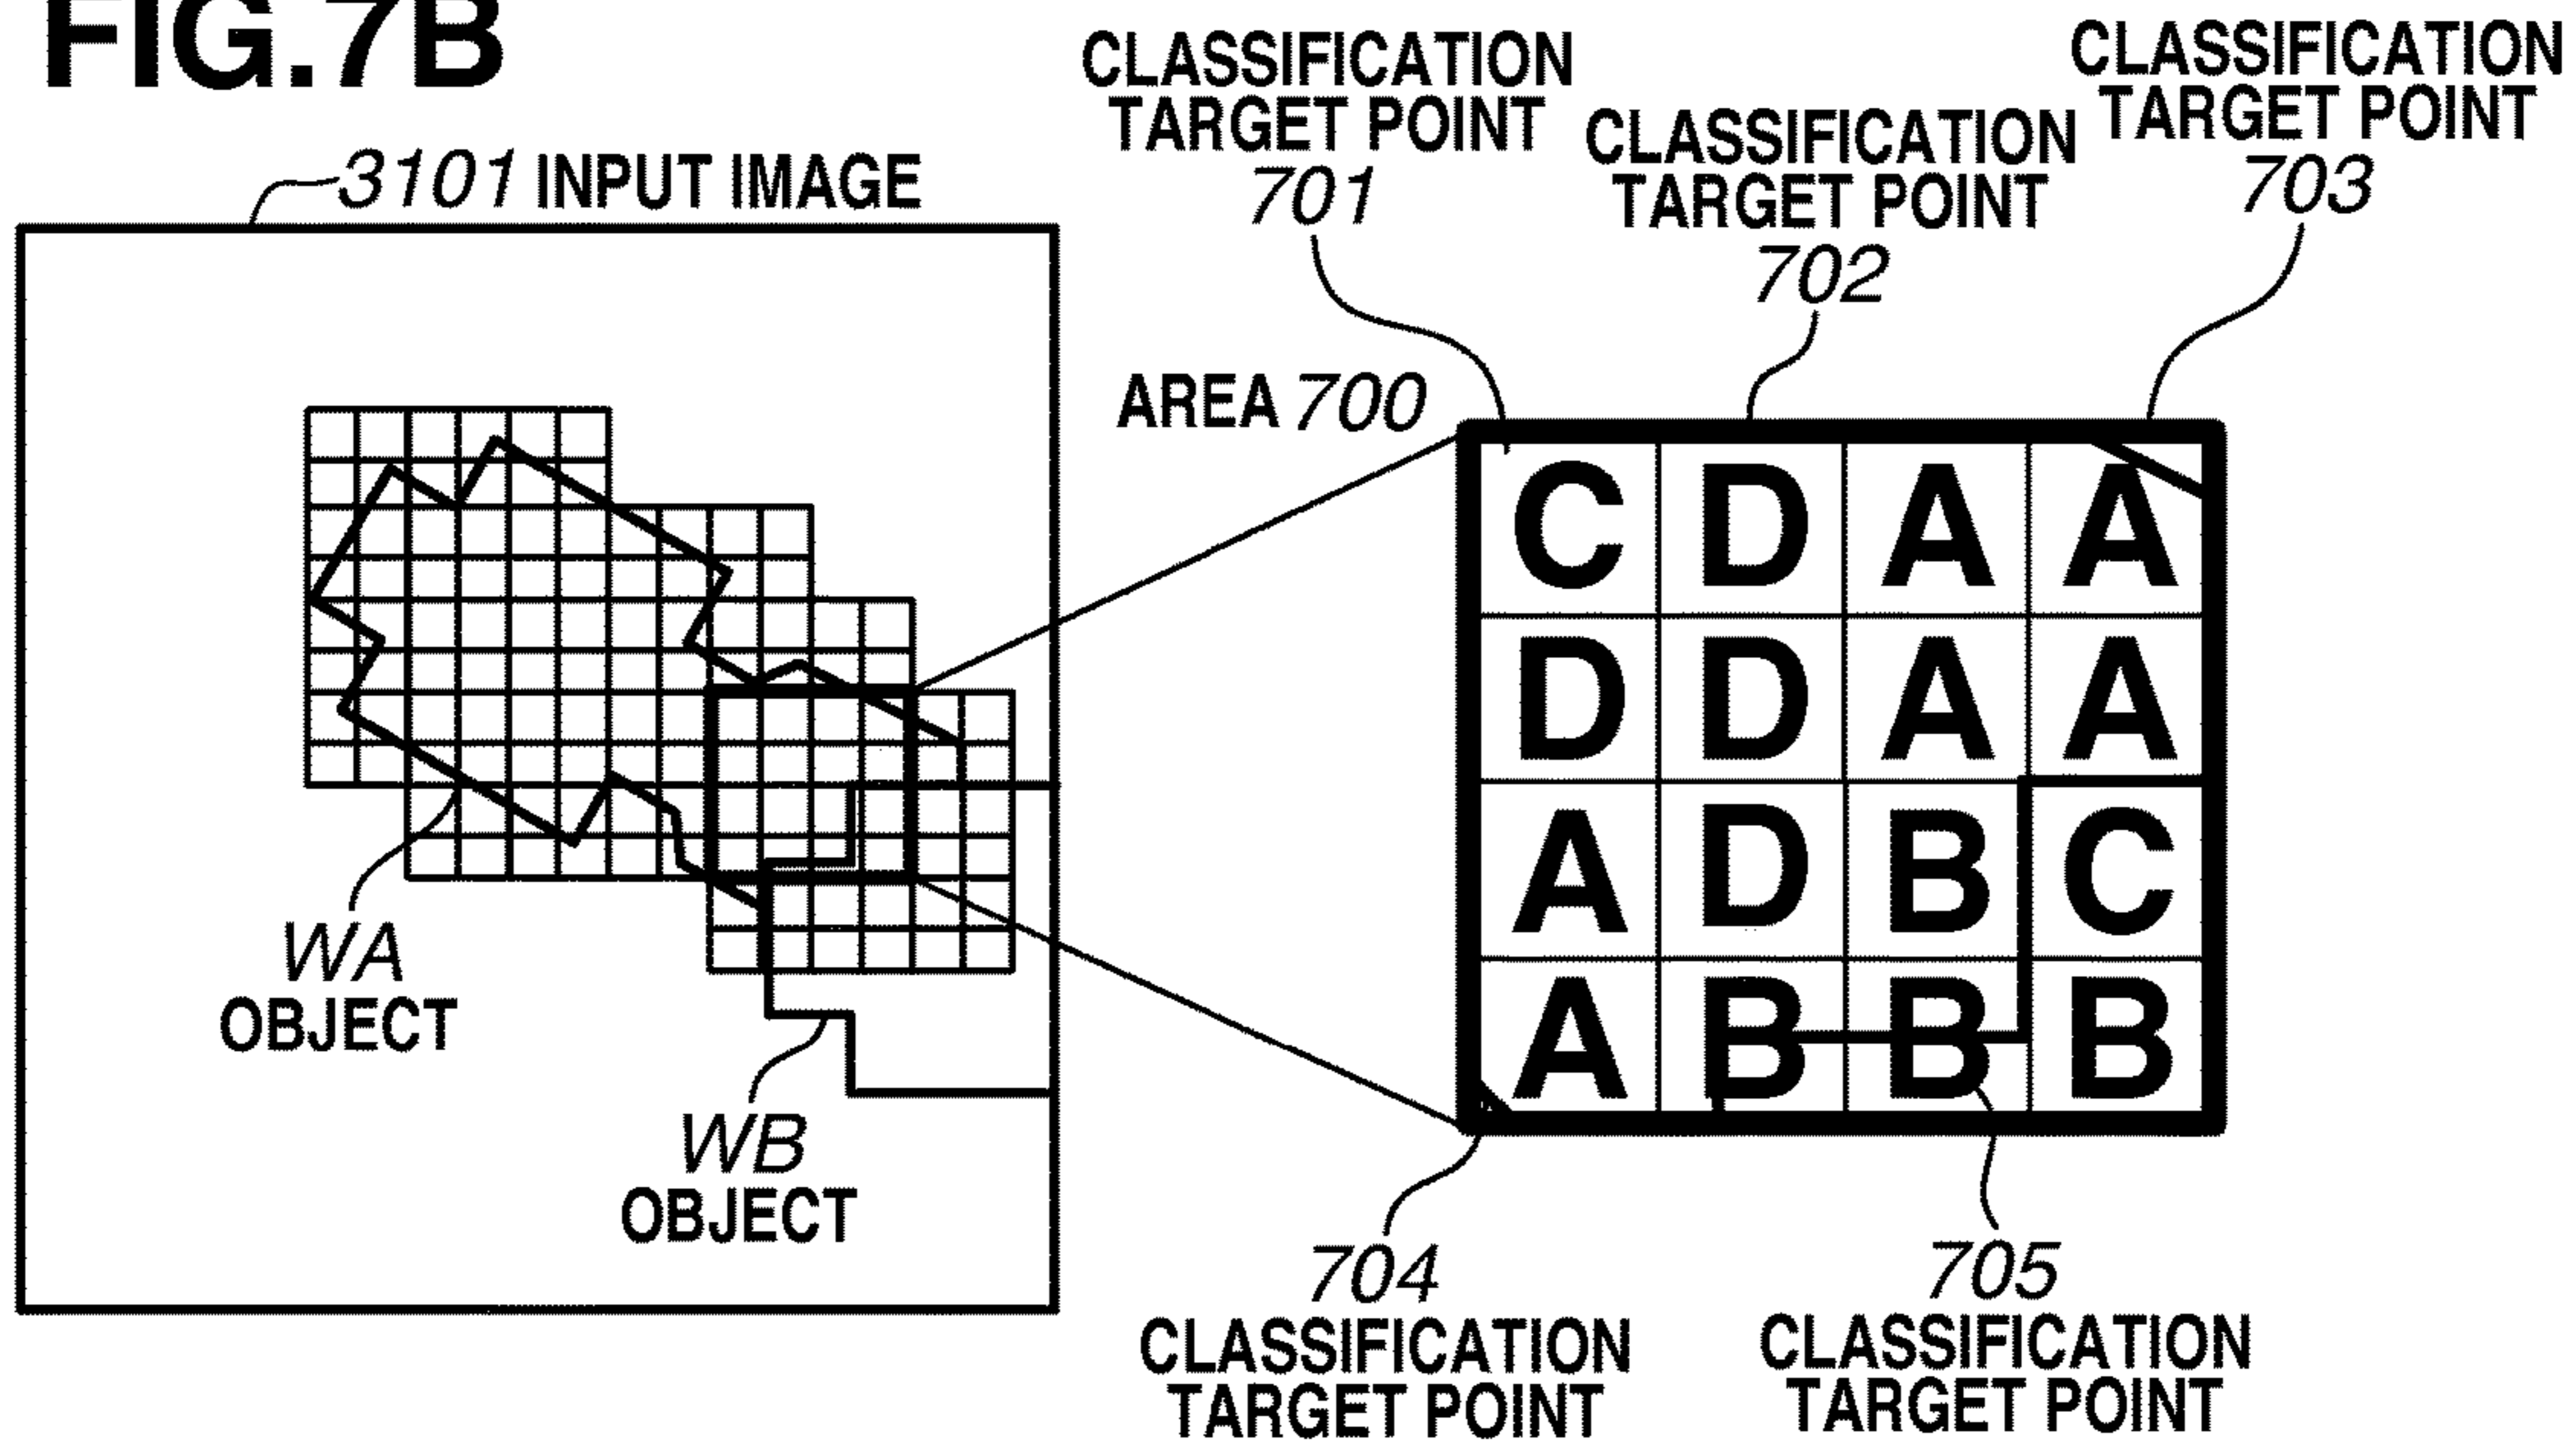 FIG.7B
3101 INPUT IMAGE
CLASSIFICATION
TARGET POINT
701
CLASSIFICATION
TARGET POINT
702
CLASSIFICATION
TARGET POINT
703
AREA 700
C D A A
D D A A
A D B C
A B B B
WA
OBJECT
WB
OBJECT
704
CLASSIFICATION
TARGET POINT
705
CLASSIFICATION
TARGET POINT